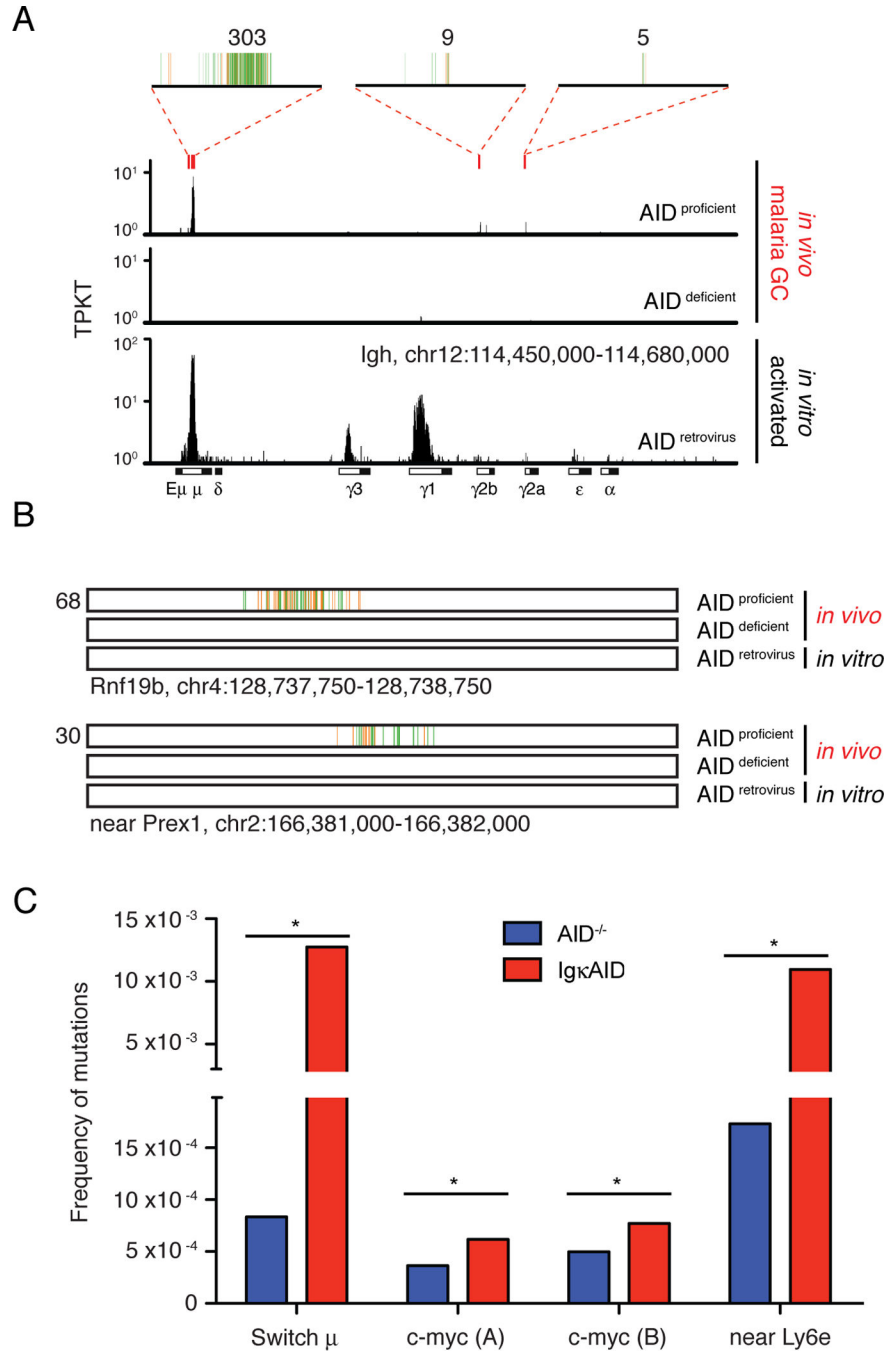 A
303 9 5
10¹
10⁰
AID proficient
10¹
10⁰
AID deficient
in vivo
malaria GC
TPKT
10²
10¹
10⁰
Igh, chr12:114,450,000-114,680,000
AID retrovirus
in vitro
activated
Eμ μ δ γ3 γ1 γ2b γ2a ε α
B
68
AID proficient
AID deficient
in vivo
AID retrovirus
in vitro
Rnf19b, chr4:128,737,750-128,738,750
30
AID proficient
AID deficient
in vivo
AID retrovirus
in vitro
near Prex1, chr2:166,381,000-166,382,000
C
Frequency of mutations
15 x10⁻³
10 x10⁻³
5 x10⁻³
15 x10⁻⁴
10 x10⁻⁴
5 x10⁻⁴
0
AID⁻/⁻
IgκAID
* * * *
Switch μ c-myc (A) c-myc (B) near Ly6e